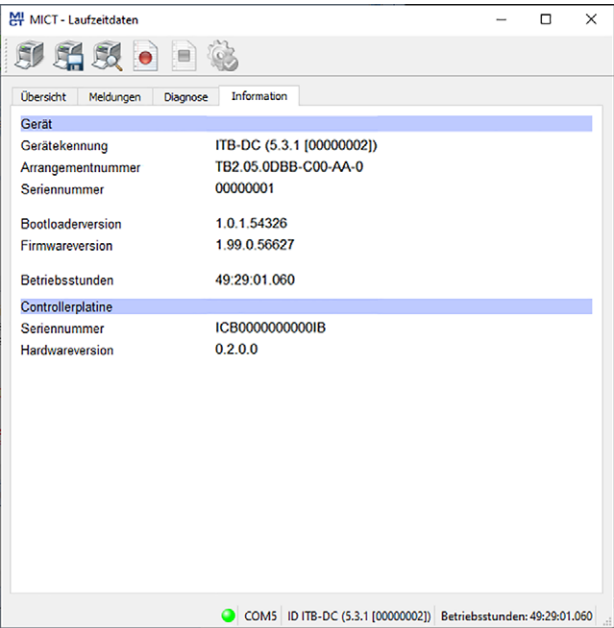 MICT - Laufzeitdaten
Übersicht Meldungen Diagnose Information
Gerät
Gerätekennung ITB-DC (5.3.1 [00000002])
Arrangementnummer TB2.05.0DBB-C00-AA-0
Seriennummer 00000001
Bootloaderversion 1.0.1.54326
Firmwareversion 1.99.0.56627
Betriebsstunden 49:29:01.060
Controllerplatine
Seriennummer ICB0000000000IB
Hardwareversion 0.2.0.0
COM5 ID ITB-DC (5.3.1 [00000002]) Betriebsstunden: 49:29:01.060